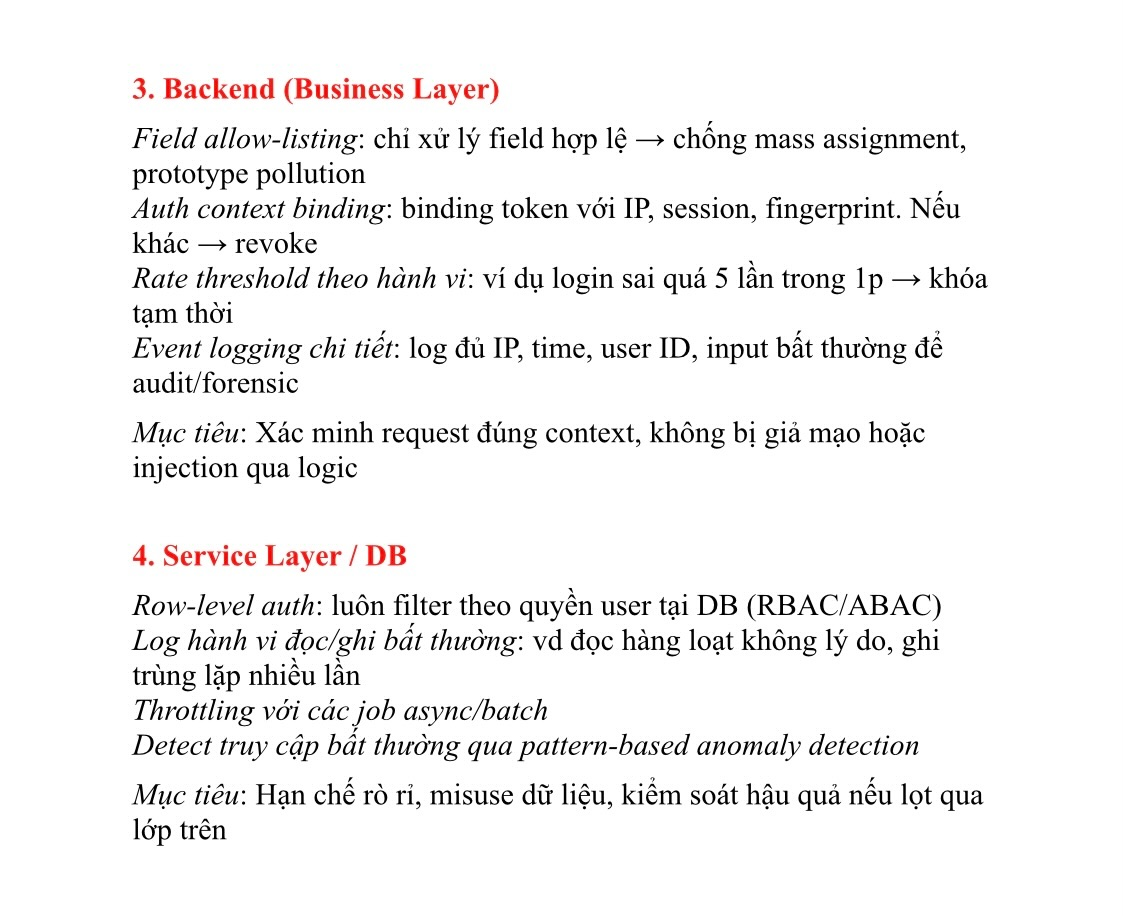 3. Backend (Business Layer)
Field allow-listing: chỉ xử lý field hợp lệ → chống mass assignment,
prototype pollution
Auth context binding: binding token với IP, session, fingerprint. Nếu
khác → revoke
Rate threshold theo hành vi: ví dụ login sai quá 5 lần trong 1p → khóa
tạm thời
Event logging chi tiết: log đủ IP, time, user ID, input bất thường để
audit/forensic
Mục tiêu: Xác minh request đúng context, không bị giả mạo hoặc
injection qua logic
4. Service Layer / DB
Row-level auth: luôn filter theo quyền user tại DB (RBAC/ABAC)
Log hành vi đọc/ghi bất thường: vd đọc hàng loạt không lý do, ghi
trùng lặp nhiều lần
Throttling với các job async/batch
Detect truy cập bất thường qua pattern-based anomaly detection
Mục tiêu: Hạn chế rò rỉ, misuse dữ liệu, kiểm soát hậu quả nếu lọt qua
lớp trên